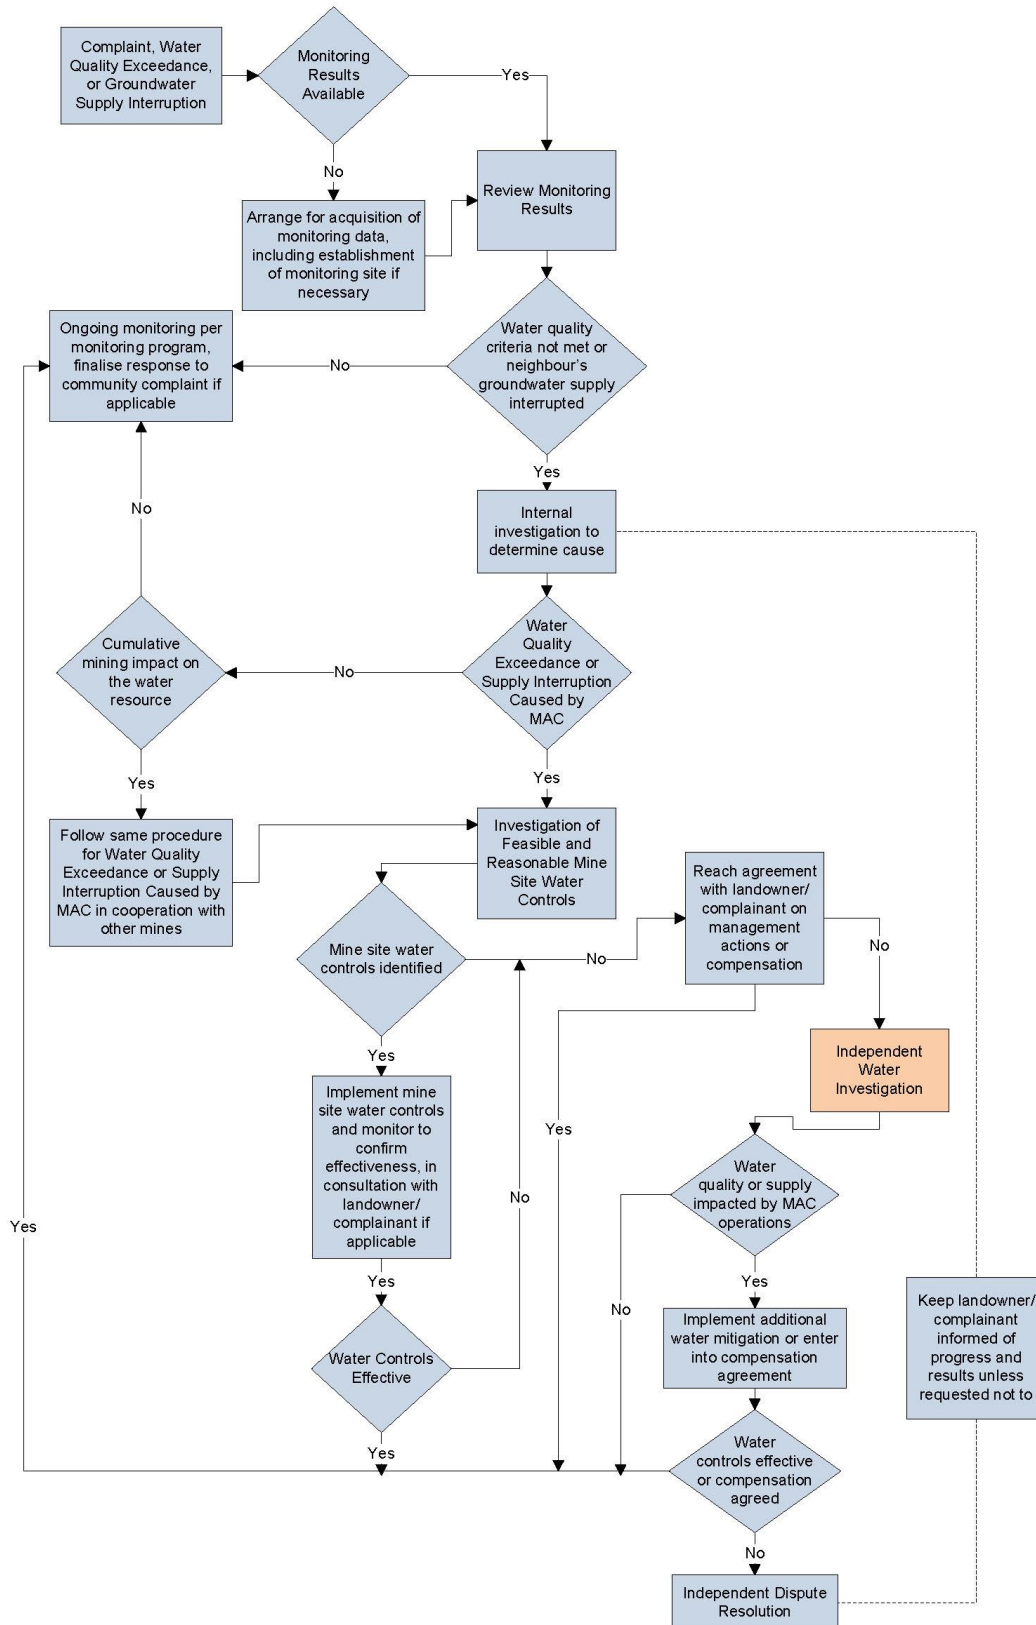 Complaint, Water
Quality Exceedance,
or Groundwater
Supply Interruption
Monitoring
Results
Available
Yes
No
Arrange for acquisition of
monitoring data,
including establishment
of monitoring site if
necessary
Review Monitoring
Results
Water quality
criteria not met or
neighbour's
groundwater supply
interrupted
No
Ongoing monitoring per
monitoring program,
finalise response to
community complaint if
applicable
Yes
Internal
investigation to
determine cause
No
Water
Quality
Exceedance or
Supply Interruption
Caused by
MAC
No
Cumulative
mining impact on
the water
resource
Yes
Yes
Follow same procedure
for Water Quality
Exceedance or Supply
Interruption Caused by
MAC in cooperation with
other mines
Investigation of
Feasible and
Reasonable Mine
Site Water
Controls
Reach agreement
with landowner/
complainant on
management
actions or
compensation
No
Mine site water
controls identified
No
Yes
Independent
Water
Investigation
Implement mine
site water controls
and monitor to
confirm
effectiveness, in
consultation with
landowner/
complainant if
applicable
Yes
No
Water
quality or supply
impacted by MAC
operations
Yes
Yes
Yes
No
Keep landowner/
complainant
informed of
progress and
results unless
requested not to
Implement additional
water mitigation or enter
into compensation
agreement
Water Controls
Effective
Yes
Water
controls effective
or compensation
agreed
No
Independent Dispute
Resolution